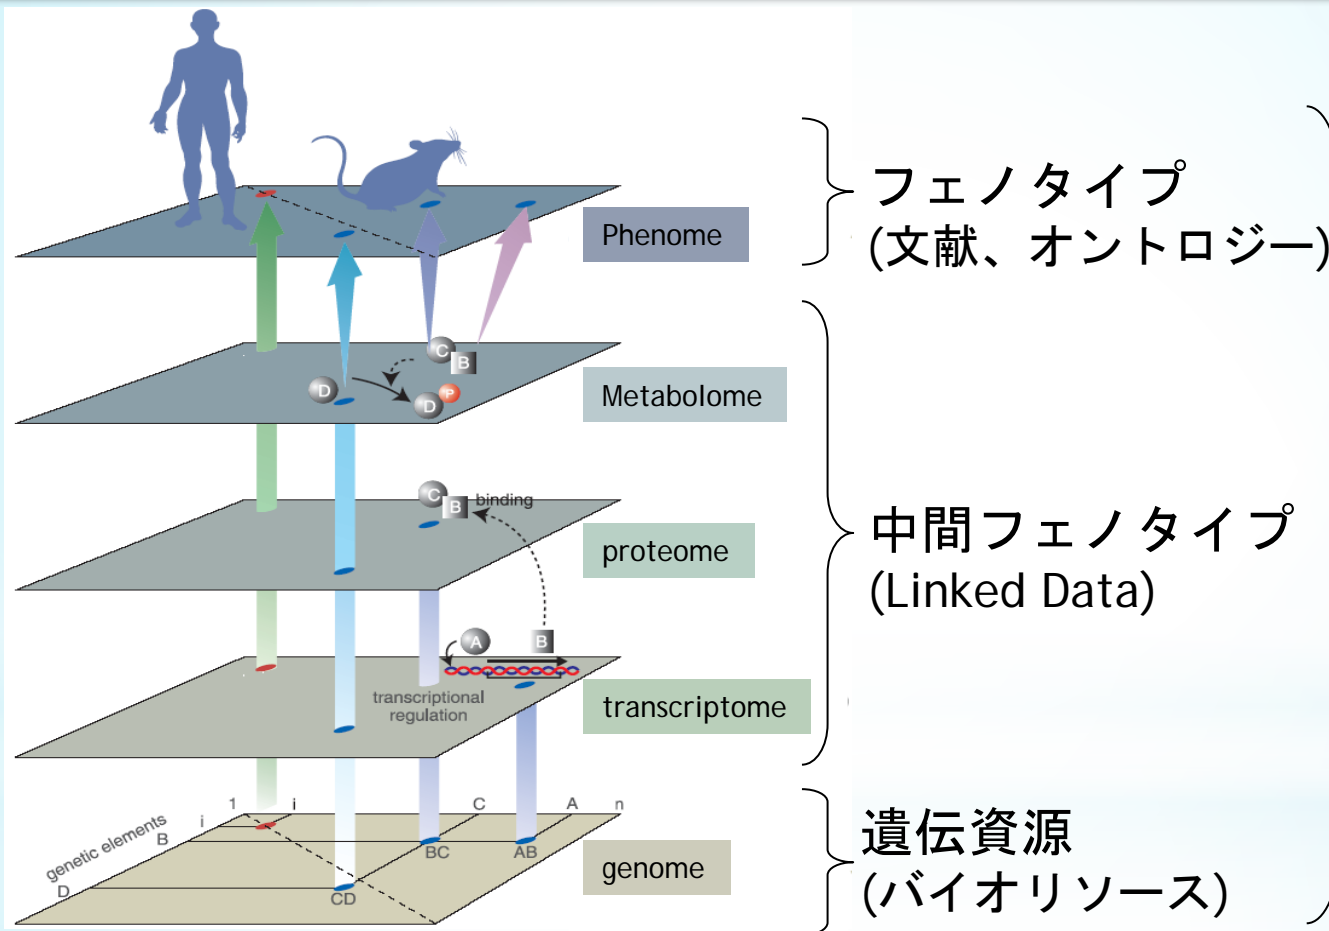 フェノタイプ
(文献、オントロジー)
Phenome
C
B
D
D
P
Metabolome
C
B
binding
proteome
中間フェノタイプ
(Linked Data)
A
B
transcriptional
regulation
transcriptome
1
i
C
A
n
i
B
D
genetic elements
BC
AB
CD
genome
遺伝資源
(バイオリソース)